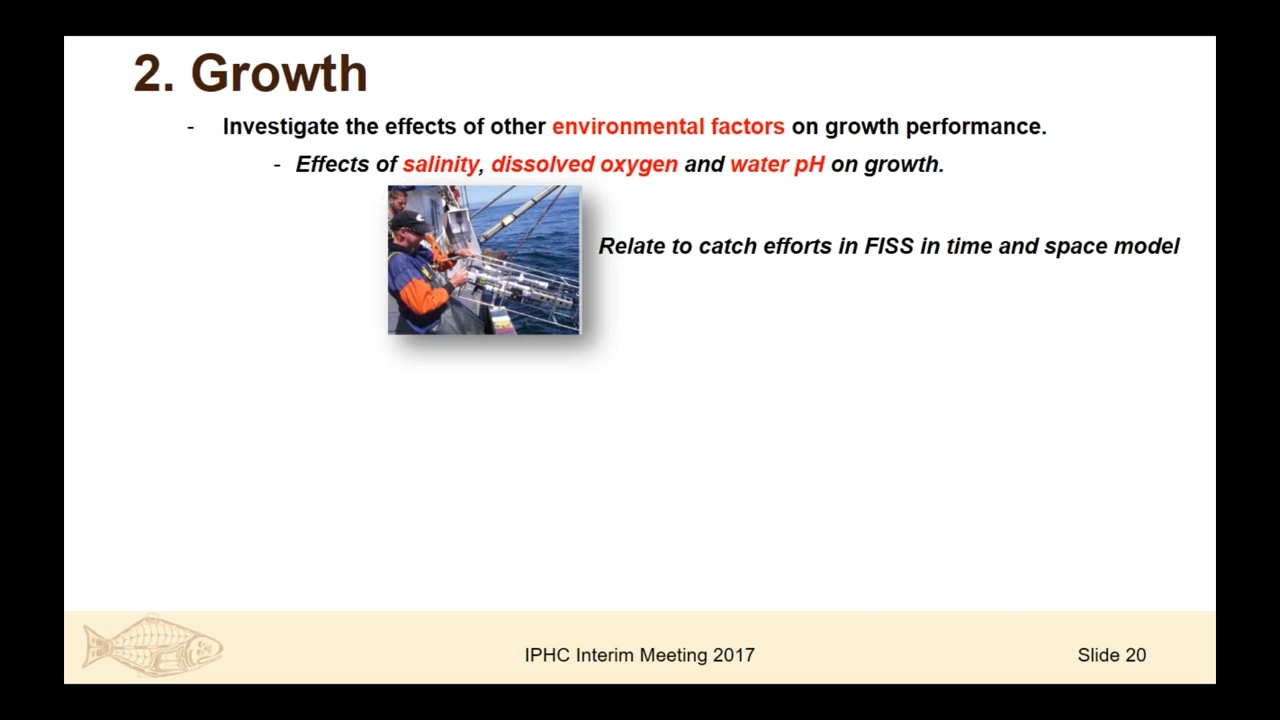 2. Growth
- Investigate the effects of other environmental factors on growth performance.
- Effects of salinity, dissolved oxygen and water pH on growth.
Relate to catch efforts in FISS in time and space model
IPHC Interim Meeting 2017
Slide 20